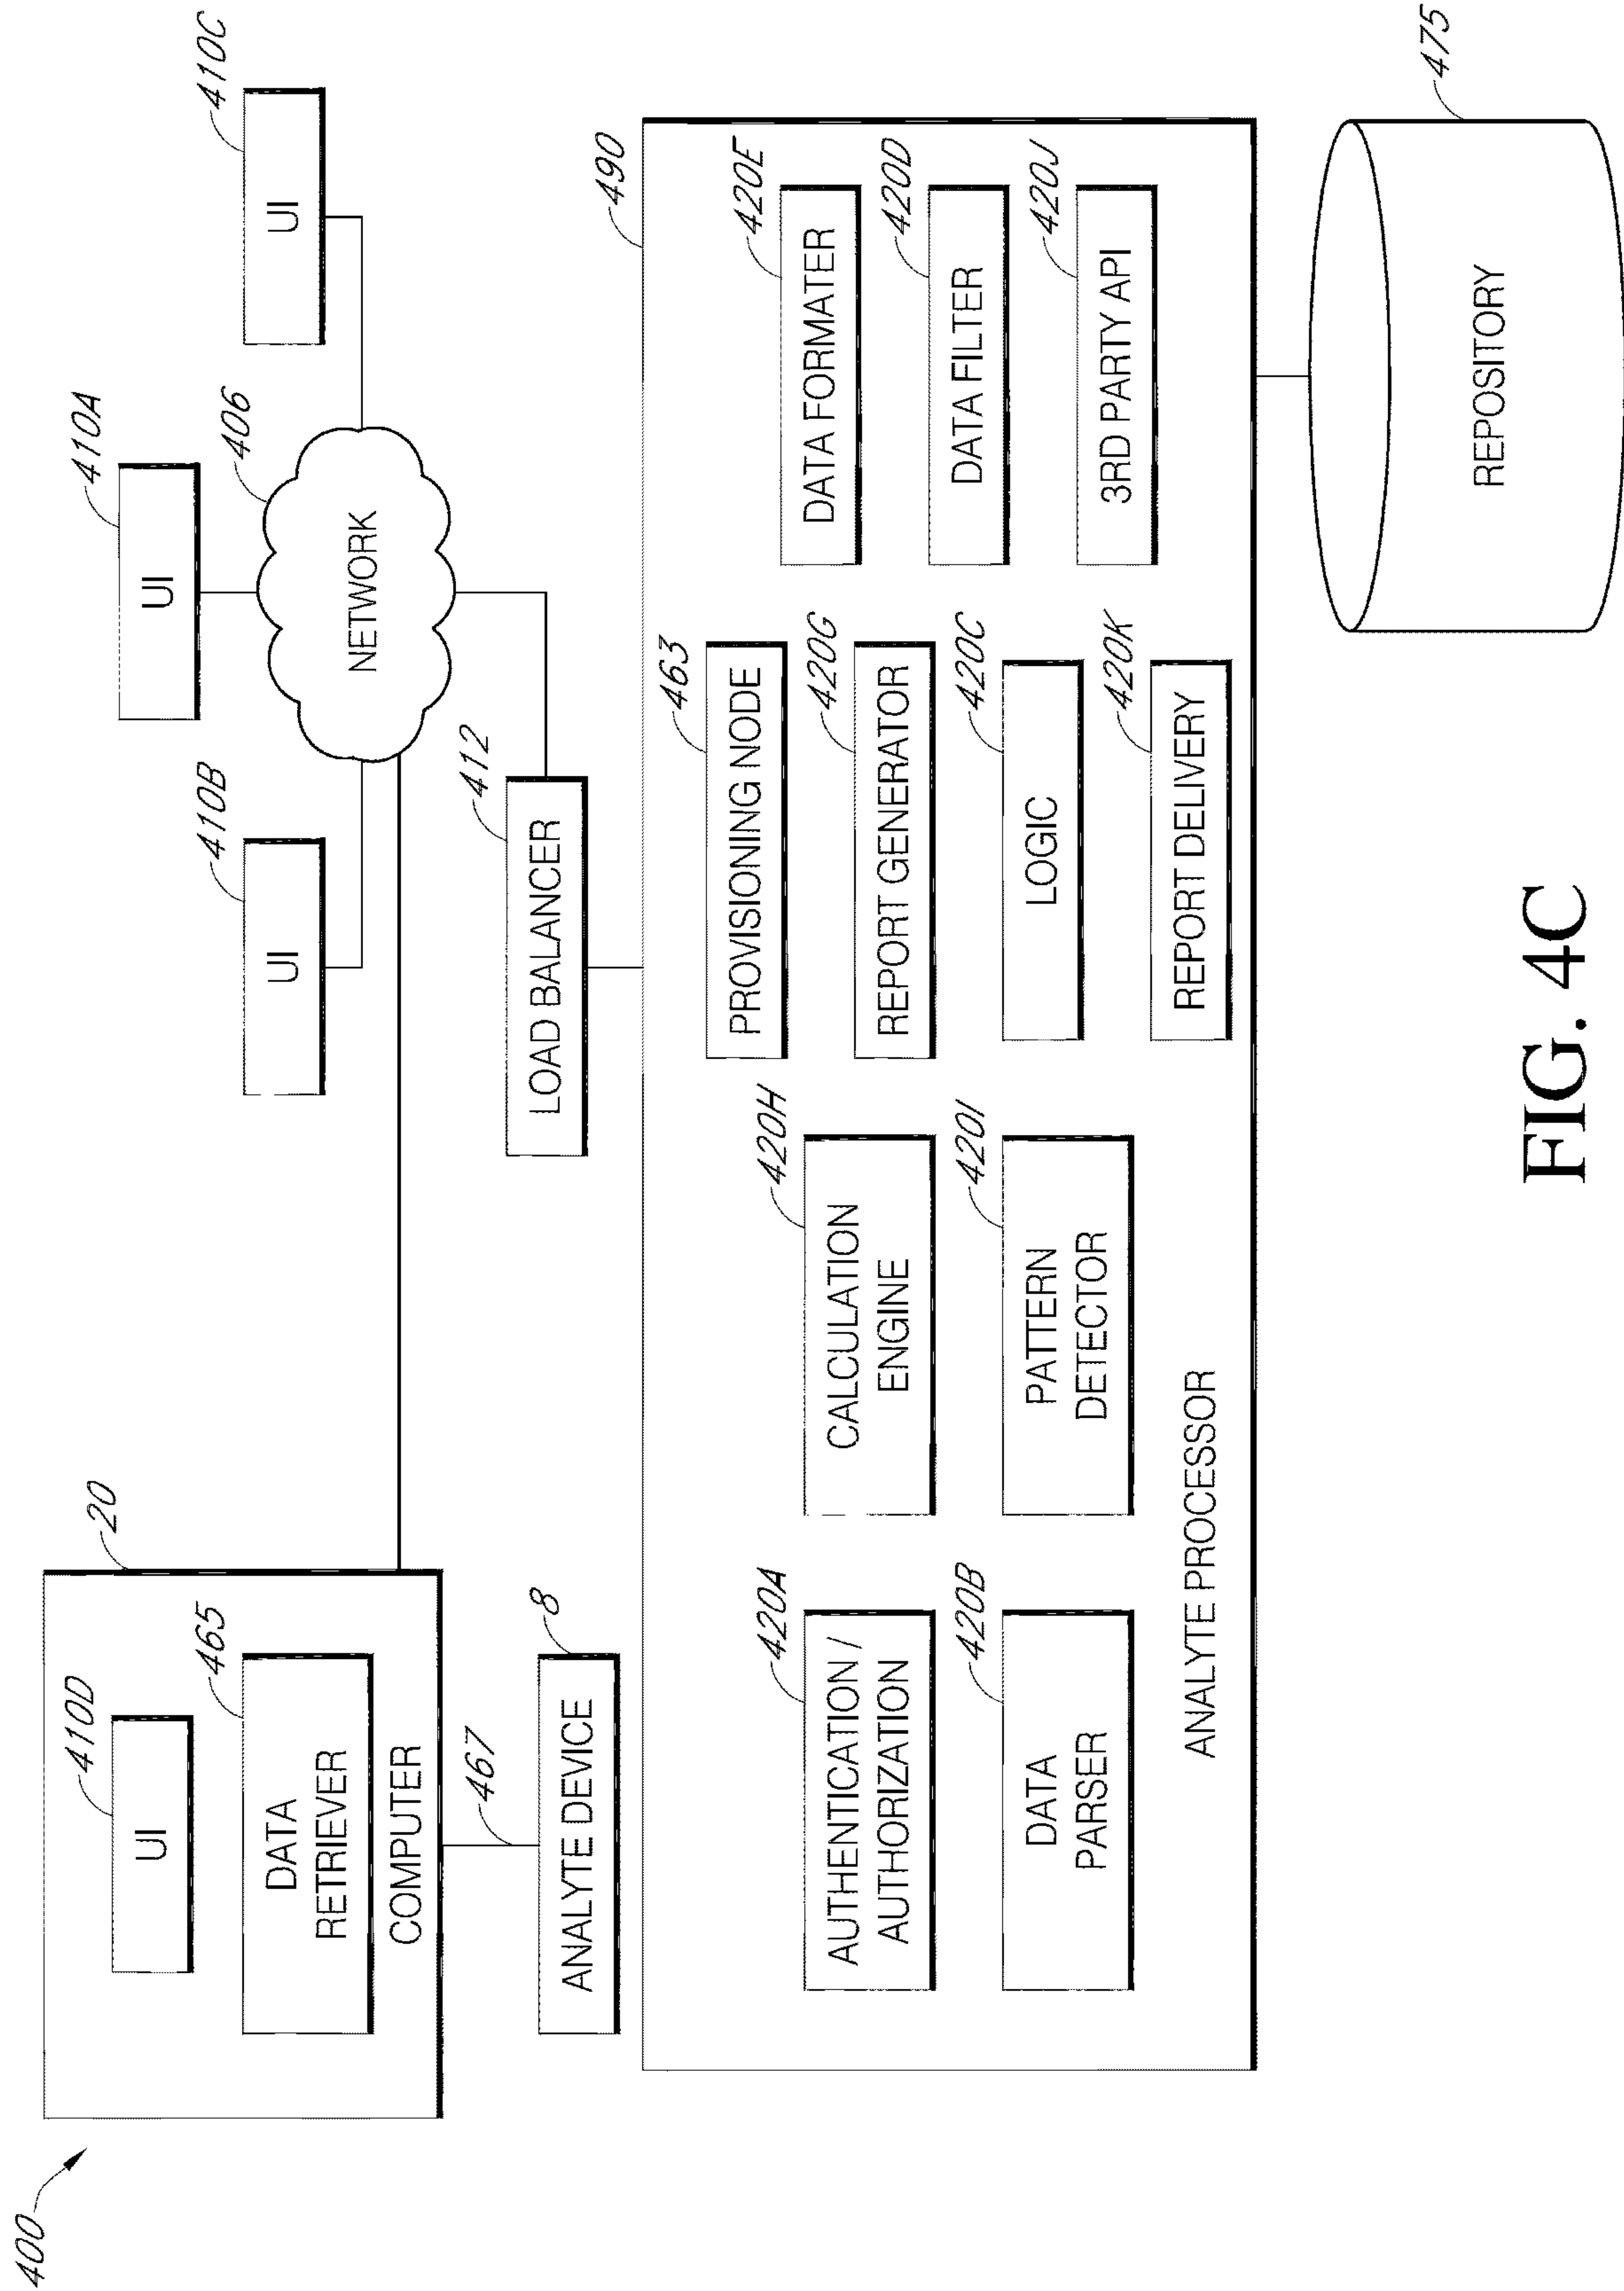 400
20
410D
UI
465
DATA
RETRIEVER
COMPUTER
467
8
ANALYTE DEVICE
410B
UI
410A
UI
410C
UI
406
NETWORK
412
LOAD BALANCER
490
420A
AUTHENTICATION /
AUTHORIZATION
420B
DATA
PARSER
420H
CALCULATION
ENGINE
420I
PATTERN
DETECTOR
463
PROVISIONING NODE
420G
REPORT GENERATOR
420C
LOGIC
420K
REPORT DELIVERY
420E
DATA FORMATER
420D
DATA FILTER
420J
3RD PARTY API
ANALYTE PROCESSOR
475
REPOSITORY
FIG. 4C